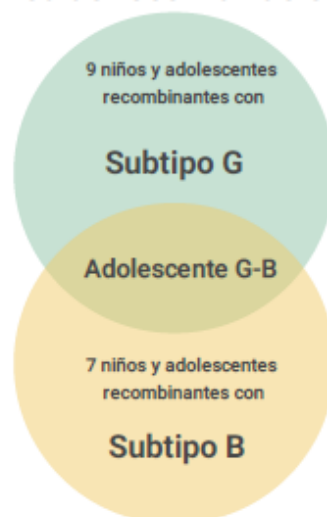 9 niños y adolescentes
recombinantes con
Subtipo G
Adolescente G-B
7 niños y adolescentes
recombinantes con
Subtipo B